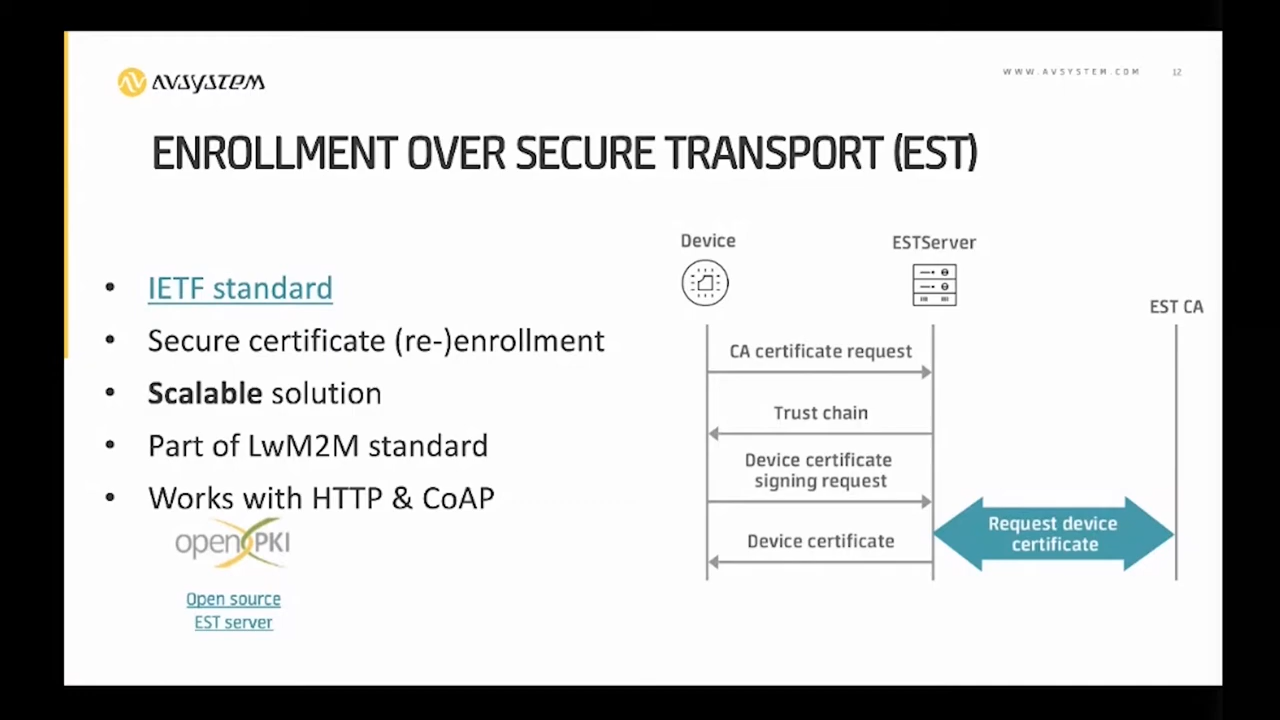 AVSYSTEM
WWW.AVSYSTEM.COM 12
ENROLLMENT OVER SECURE TRANSPORT (EST)
• IETF standard
• Secure certificate (re-)enrollment
• Scalable solution
• Part of LwM2M standard
• Works with HTTP & CoAP
openXPKI
Open source
EST server
Device
ESTServer
EST CA
CA certificate request
Trust chain
Device certificate
signing request
Device certificate
Request device
certificate